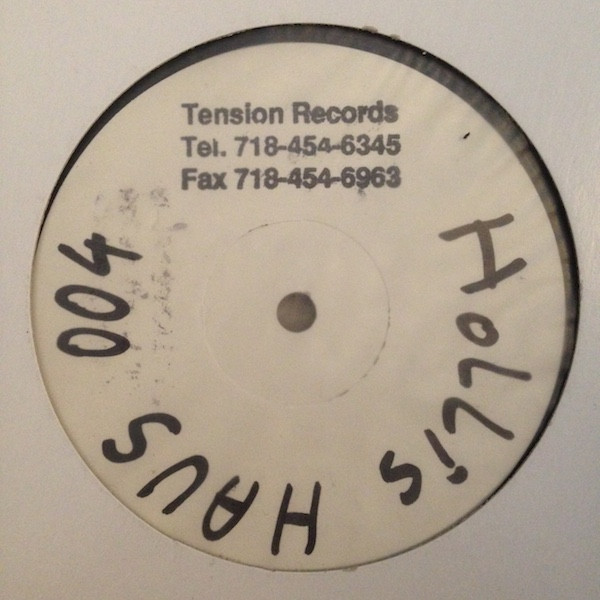 Tension Records
Tel. 718-454-6345
Fax 718-454-6963
HOLLiS HAUS 004